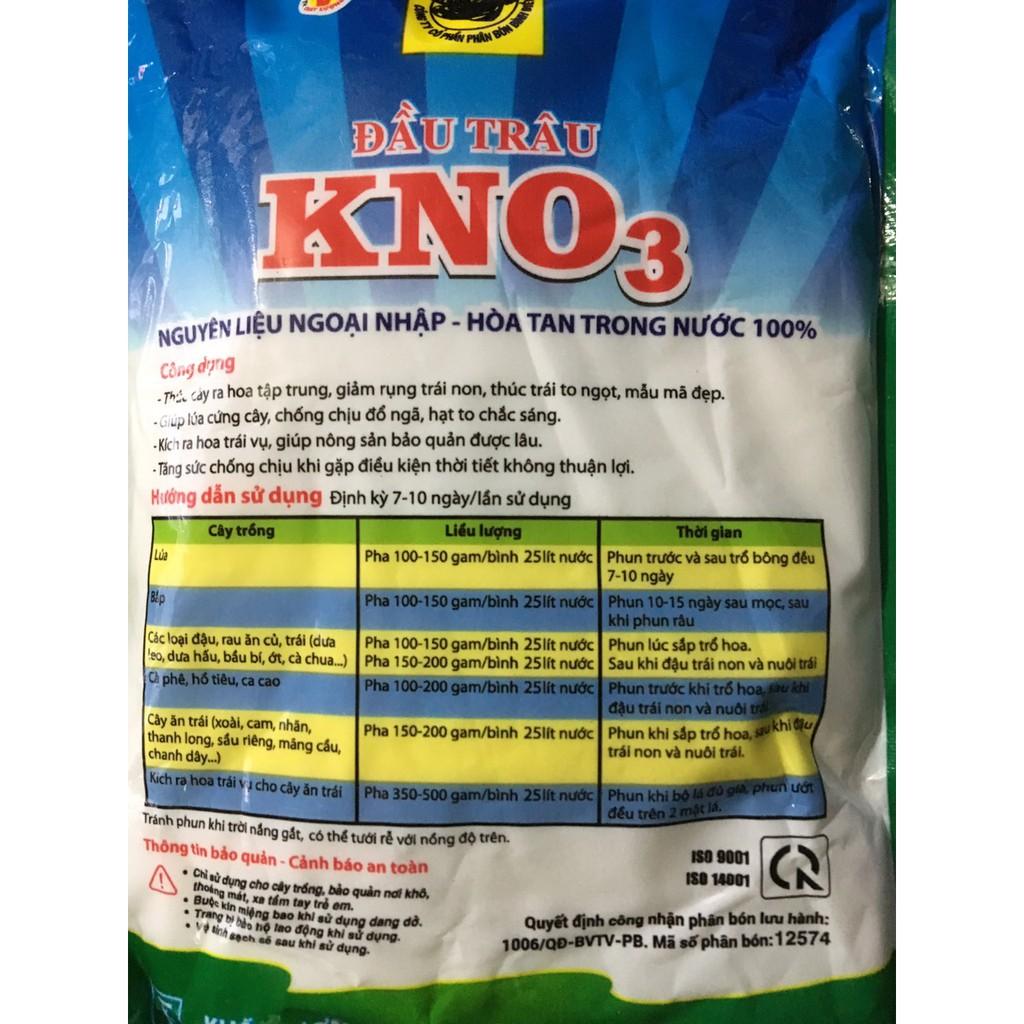 CÔNG TY CỔ PHẦN PHÂN BÓN BÌNH ĐIỀN
ĐẦU TRÂU
KNO3
NGUYÊN LIỆU NGOẠI NHẬP - HÒA TAN TRONG NƯỚC 100%
Công dụng
- Thúc cây ra hoa tập trung, giảm rụng trái non, thúc trái to ngọt, mẫu mã đẹp.
- Giúp lúa cứng cây, chống chịu đổ ngã, hạt to chắc sáng.
- Kích ra hoa trái vụ, giúp nông sản bảo quản được lâu.
- Tăng sức chống chịu khi gặp điều kiện thời tiết không thuận lợi.
Hướng dẫn sử dụng Định kỳ 7-10 ngày/lần sử dụng
Cây trồng Liều lượng Thời gian
Lúa Pha 100-150 gam/bình 25lít nước Phun trước và sau trổ bông đều
7-10 ngày
Bắp Pha 100-150 gam/bình 25lít nước Phun 10-15 ngày sau mọc, sau
khi phun râu
Các loại đậu, rau ăn củ, trái (dưa Pha 100-150 gam/bình 25lít nước Phun lúc sắp trổ hoa.
leo, dưa hấu, bầu bí, ớt, cà chua...) Pha 150-200 gam/bình 25lít nước Sau khi đậu trái non và nuôi trái
Cà phê, hồ tiêu, ca cao Pha 100-200 gam/bình 25lít nước Phun trước khi trổ hoa, sau khi
đậu trái non và nuôi trái
Cây ăn trái (xoài, cam, nhãn, Pha 150-200 gam/bình 25lít nước Phun khi sắp trổ hoa, sau khi đậu
thanh long, sầu riêng, mãng cầu, trái non và nuôi trái.
chanh dây...)
Kích ra hoa trái vụ cho cây ăn trái Pha 350-500 gam/bình 25lít nước Phun khi bộ lá đủ già, phun ướt
đều trên 2 mặt lá.
Tránh phun khi trời nắng gắt, có thể tưới rễ với nồng độ trên.
Thông tin bảo quản - Cảnh báo an toàn
• Chỉ sử dụng cho cây trồng, bảo quản nơi khô,
thoáng mát, xa tầm tay trẻ em.
• Buộc kín miệng bao khi sử dụng dang dở.
• Trang bị bảo hộ lao động khi sử dụng.
• Vệ sinh sạch sẽ sau khi sử dụng.
ISO 9001
ISO 14001
Quyết định công nhận phân bón lưu hành:
1006/QĐ-BVTV-PB. Mã số phân bón: 12574